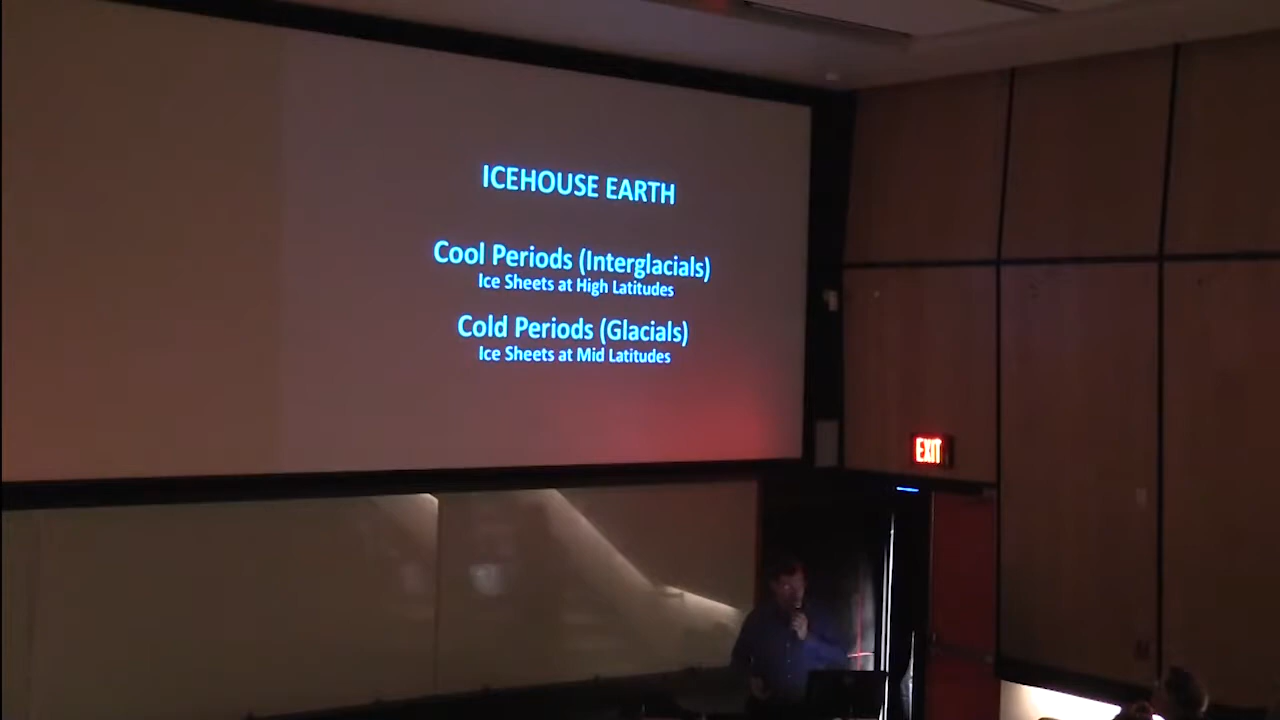 ICEHOUSE EARTH
Cool Periods (Interglacials)
Ice Sheets at High Latitudes
Cold Periods (Glacials)
Ice Sheets at Mid Latitudes
EXIT